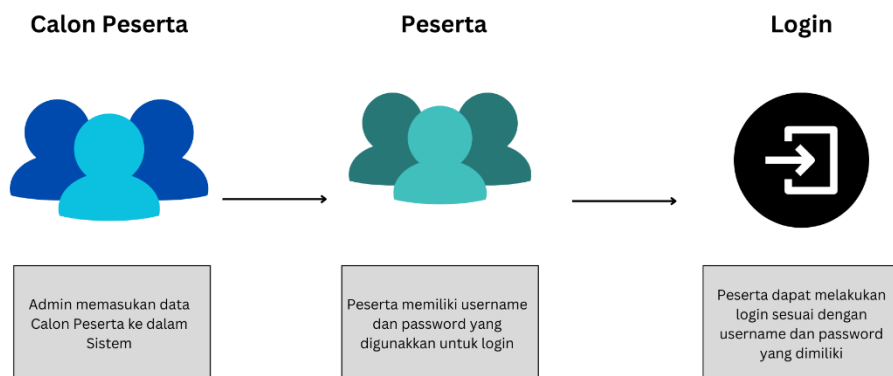 Calon Peserta
Peserta
Login
Admin memasukan data
Calon Peserta ke dalam
Sistem
Peserta memiliki username
dan password yang
digunakkan untuk login
Peserta dapat melakukan
login sesuai dengan
username dan password
yang dimiliki